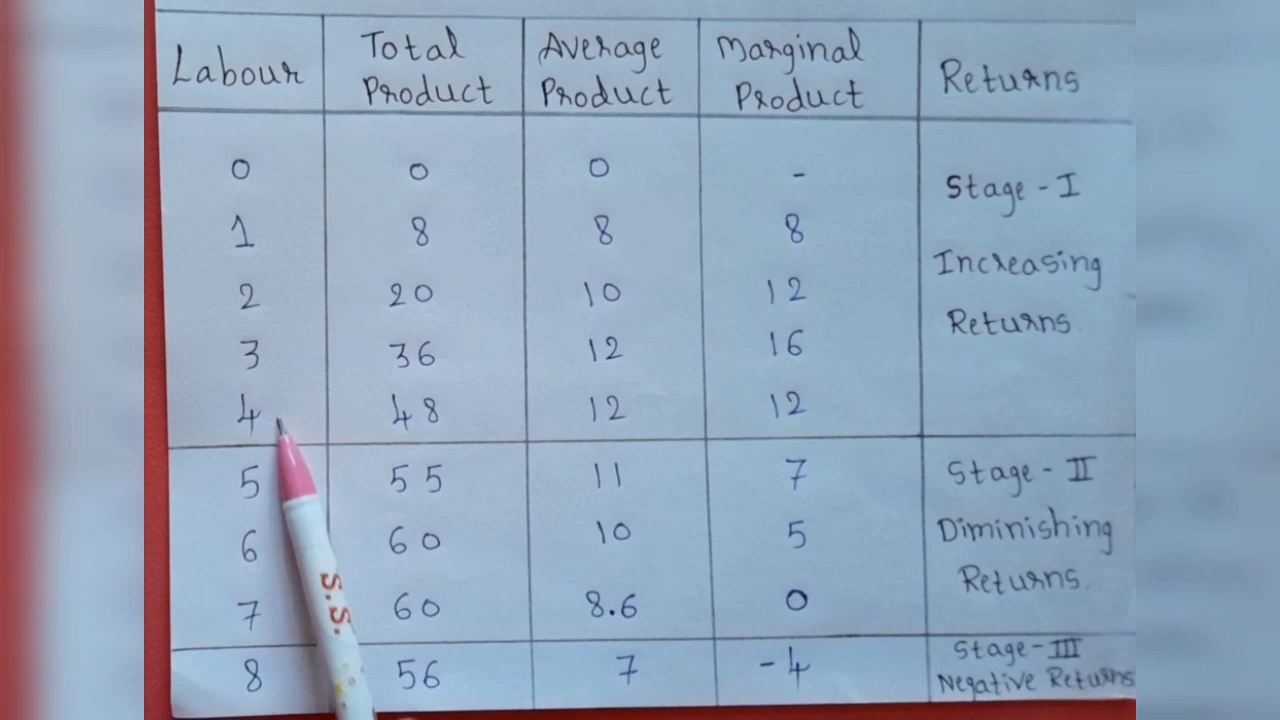 Labour Total Product Average Product Marginal Product Returns
0 0 0 - Stage - I
1 8 8 8 Increasing
2 20 10 12 Returns.
3 36 12 16
4 48 12 12
5 55 11 7 Stage - II
6 60 10 5 Diminishing
7 60 8.6 0 Returns.
8 56 7 -4 Stage - III Negative Returns
S.S.